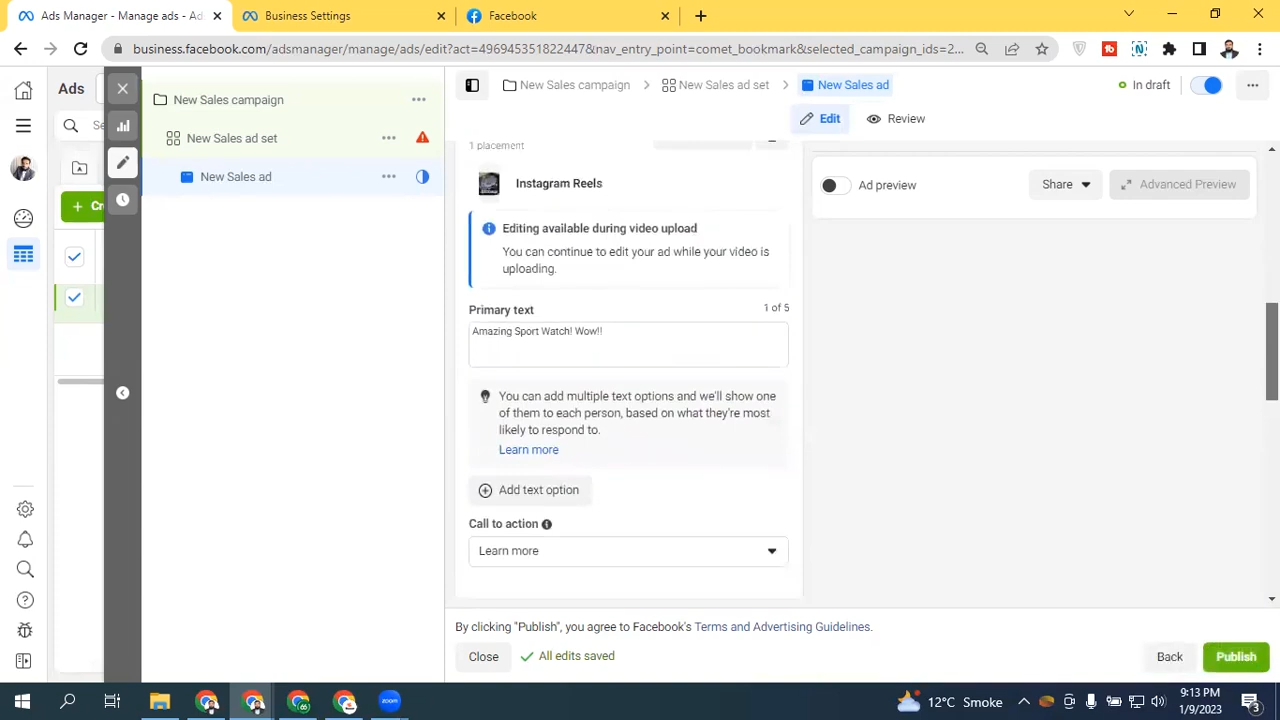 Ads Manager - Manage ads - Ad
Business Settings
Facebook
business.facebook.com/adsmanager/manage/ads/edit?act=496945351822447&nav_entry_point=comet_bookmark&selected_campaign_ids=2...
Ads
New Sales campaign
New Sales ad set
New Sales ad
New Sales campaign
New Sales ad set
New Sales ad
In draft
Edit
Review
1 placement
Instagram Reels
Editing available during video upload
You can continue to edit your ad while your video is
uploading.
Primary text
1 of 5
Amazing Sport Watch! Wow!!
You can add multiple text options and we'll show one
of them to each person, based on what they're most
likely to respond to.
Learn more
Add text option
Call to action
Learn more
Ad preview
Share
Advanced Preview
By clicking "Publish", you agree to Facebook's Terms and Advertising Guidelines.
Close
All edits saved
Back
Publish
12°C Smoke
9:13 PM
1/9/2023
3